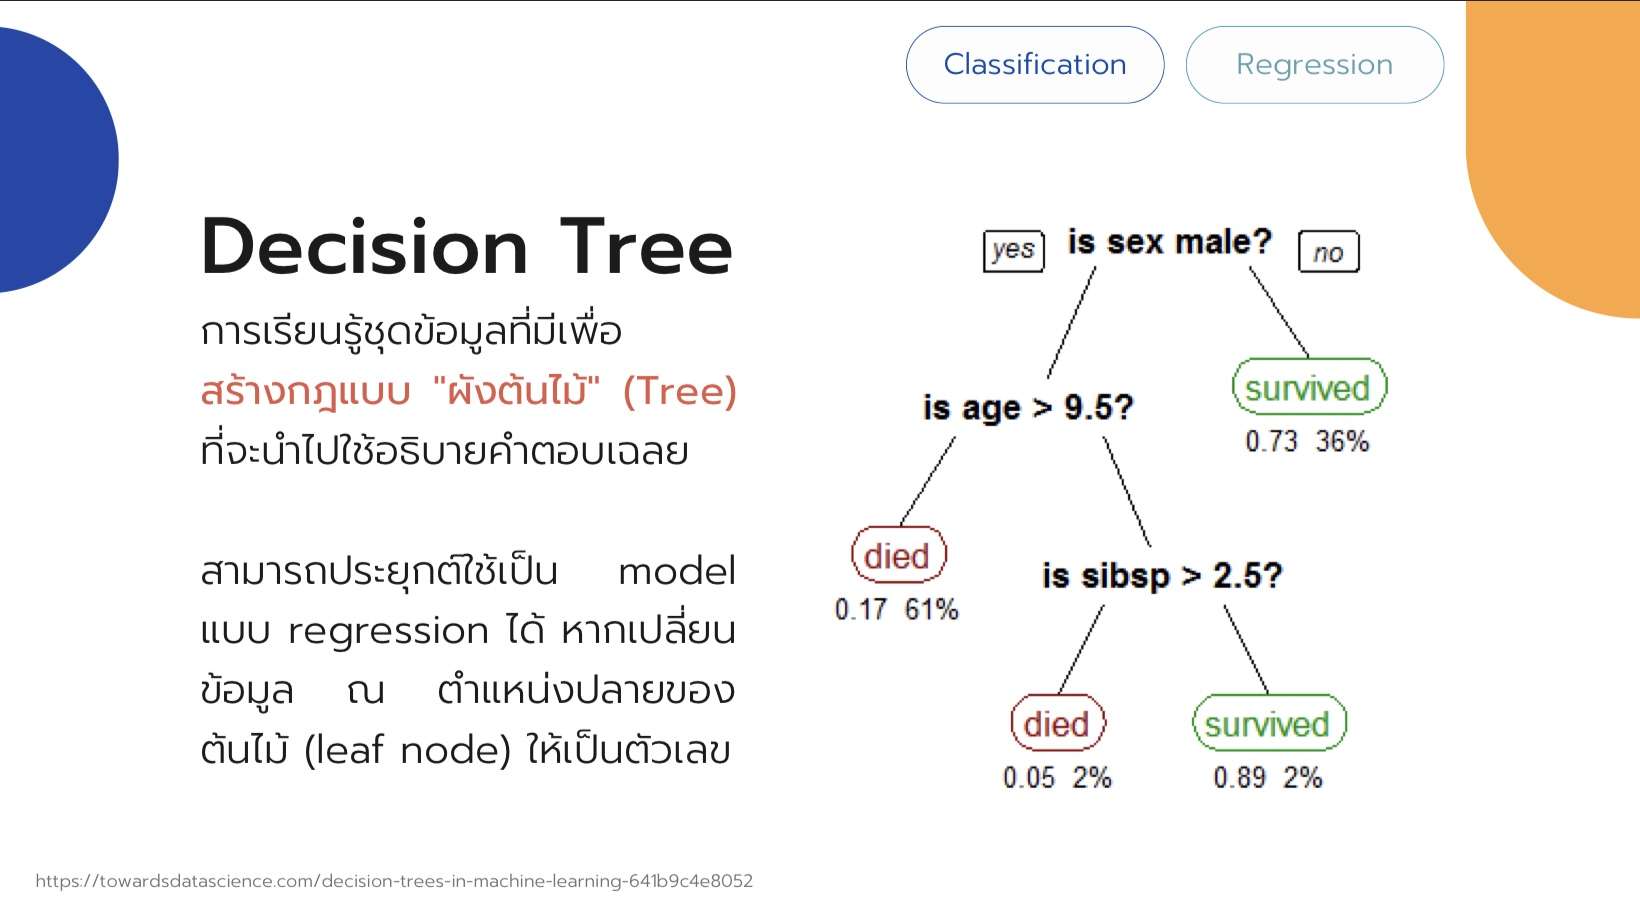 Classification
Regression
Decision Tree
การเรียนรู้ชุดข้อมูลที่มีเพื่อ
สร้างกฎแบบ "ผังต้นไม้" (Tree)
ที่จะนำไปใช้อธิบายคำตอบเฉลย
สามารถประยุกต์ใช้เป็น model
แบบ regression ได้ หากเปลี่ยน
ข้อมูล ณ ตำแหน่งปลายของ
ต้นไม้ (leaf node) ให้เป็นตัวเลข
yes
is sex male?
no
survived
0.73 36%
is age > 9.5?
died
0.17 61%
is sibsp > 2.5?
died
0.05 2%
survived
0.89 2%
https://towardsdatascience.com/decision-trees-in-machine-learning-641b9c4e8052